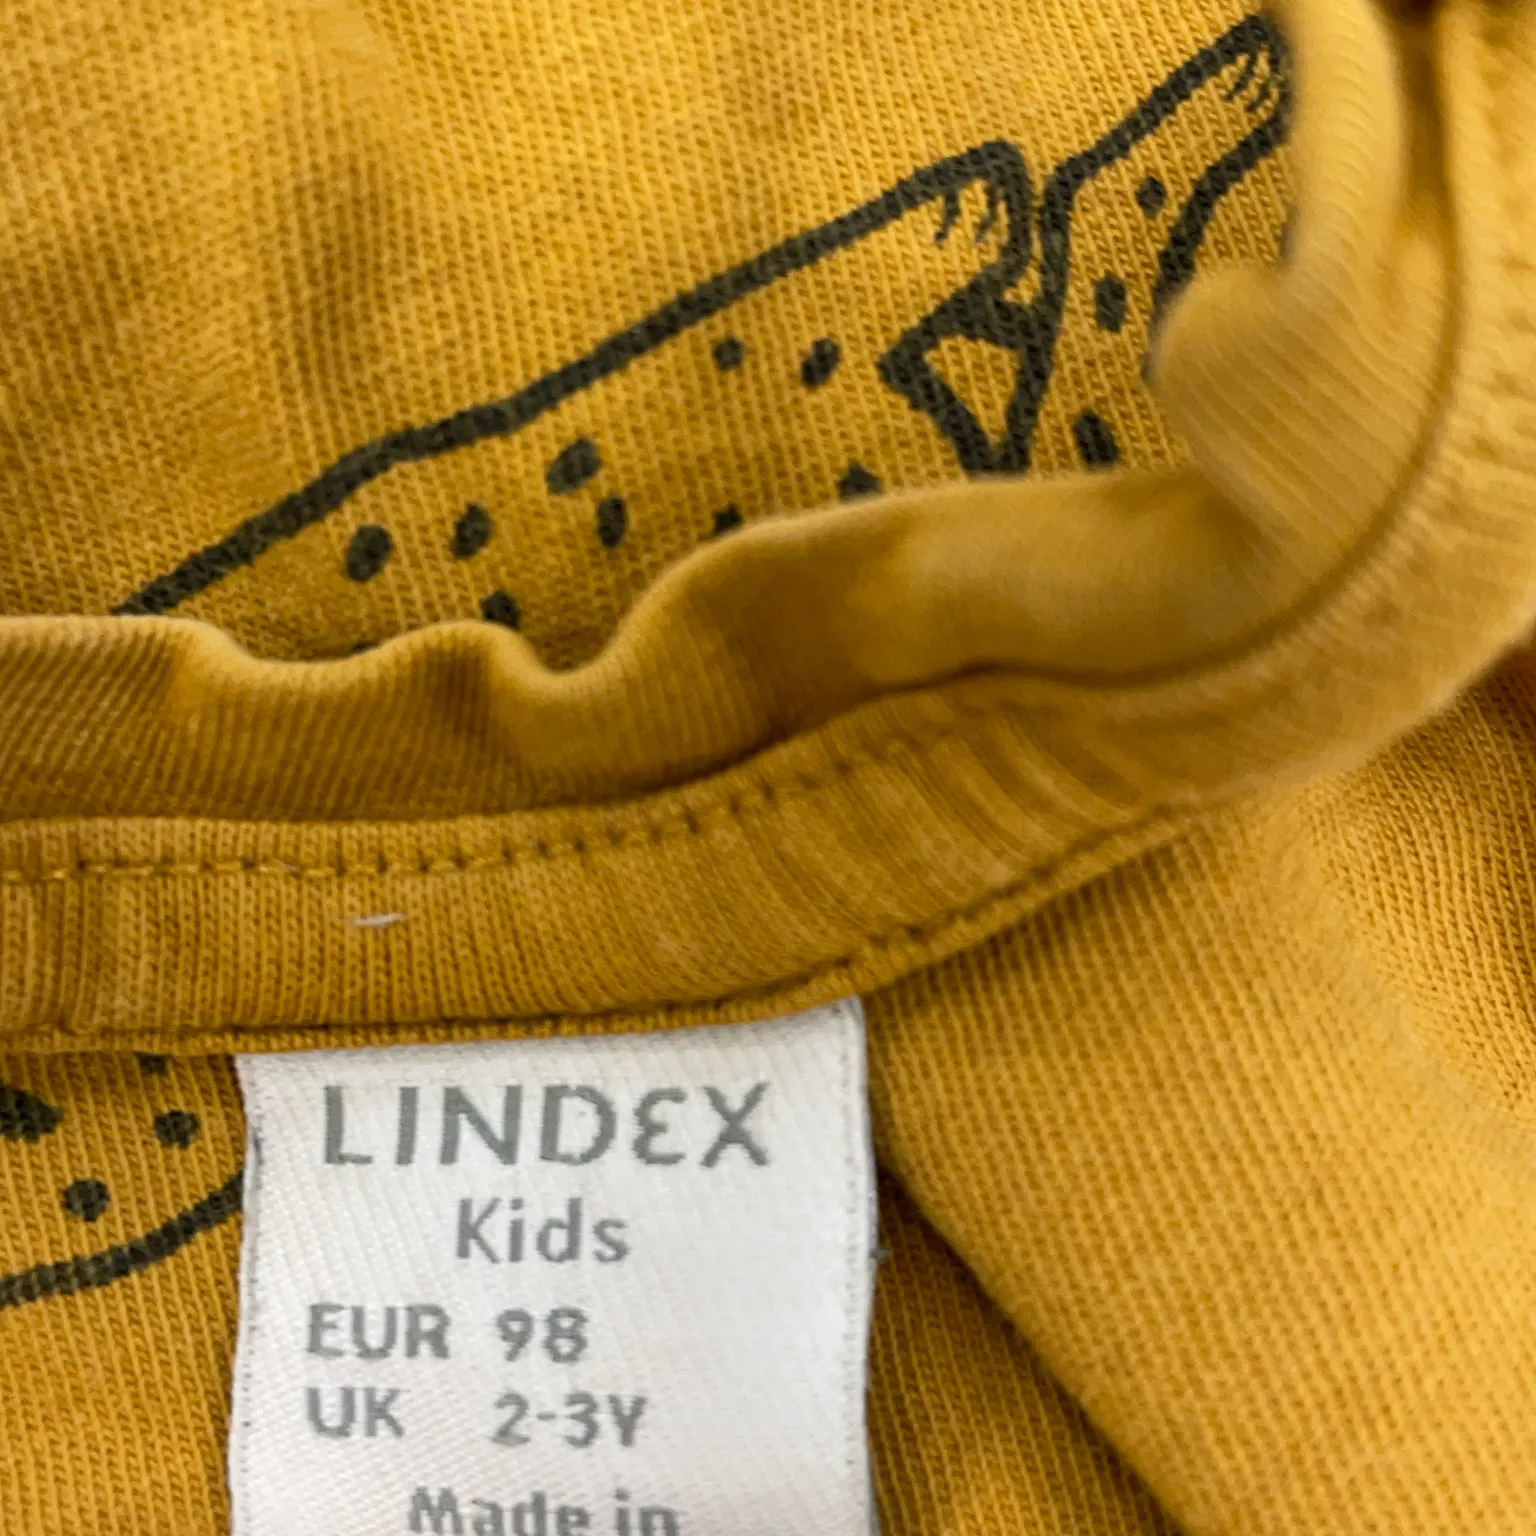 LINDEX
Kids
EUR 98
UK 2-3Y
Made in